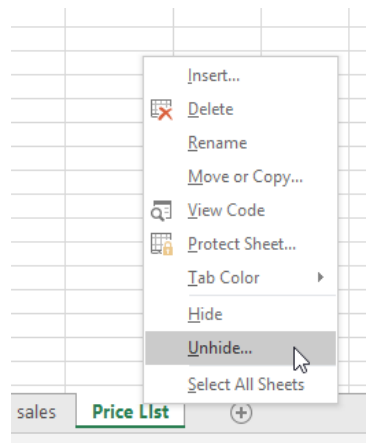 Insert...
Delete
Rename
Move or Copy...
View Code
Protect Sheet...
Tab Color
Hide
Unhide...
Select All Sheets
sales Price LIst